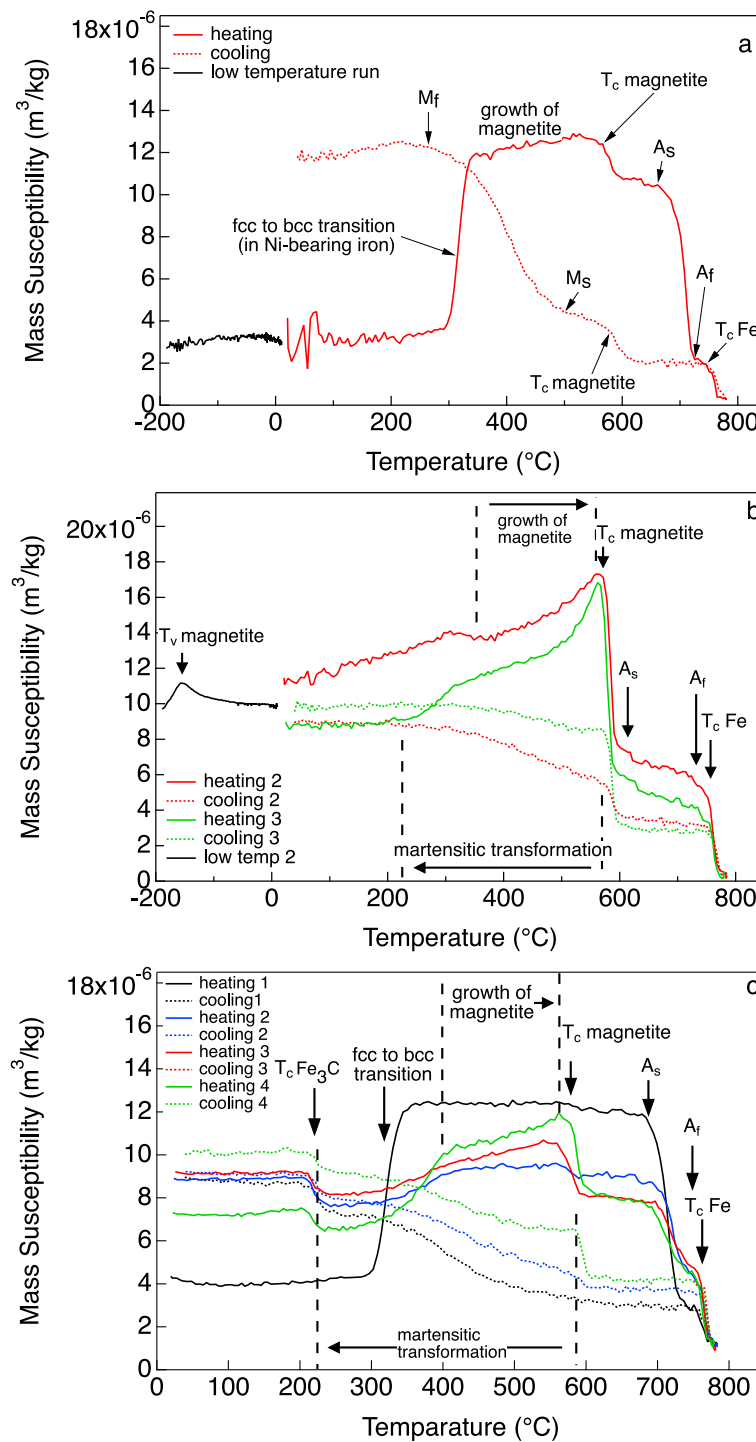 18x10-6
a
heating
cooling
low temperature run
Mf
growth of
magnetite
Tc magnetite
As
fcc to bcc transition
(in Ni-bearing iron)
Ms
Af
Tc Fe
Tc magnetite
16
14
12
10
8
6
4
2
0
Mass Susceptibility (m3/kg)
-200
0
200
400
600
800
Temperature (°C)
20x10-6
b
growth of
magnetite
Tc magnetite
Tv magnetite
As
Af
Tc Fe
heating 2
cooling 2
heating 3
cooling 3
low temp 2
martensitic transformation
18
16
14
12
10
8
6
4
2
0
Mass Susceptibility (m3/kg)
-200
0
200
400
600
800
Temperature (°C)
18x10-6
c
heating 1
cooling1
heating 2
cooling 2
heating 3
cooling 3
heating 4
cooling 4
growth of
magnetite
Tc magnetite
Tc Fe3C
fcc to bcc
transition
As
Af
Tc Fe
martensitic
transformation
16
14
12
10
8
6
4
2
0
Mass Susceptibility (m3/kg)
0
100
200
300
400
500
600
700
800
Temparature (°C)